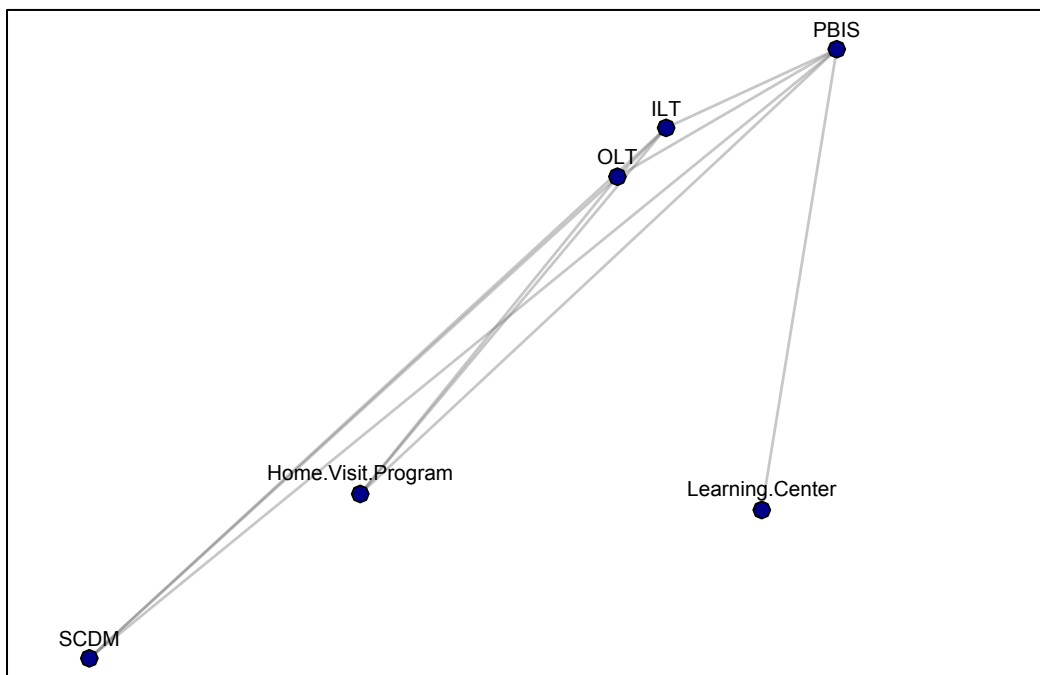 PBIS
ILT
OLT
Home.Visit.Program
Learning.Center
SCDM